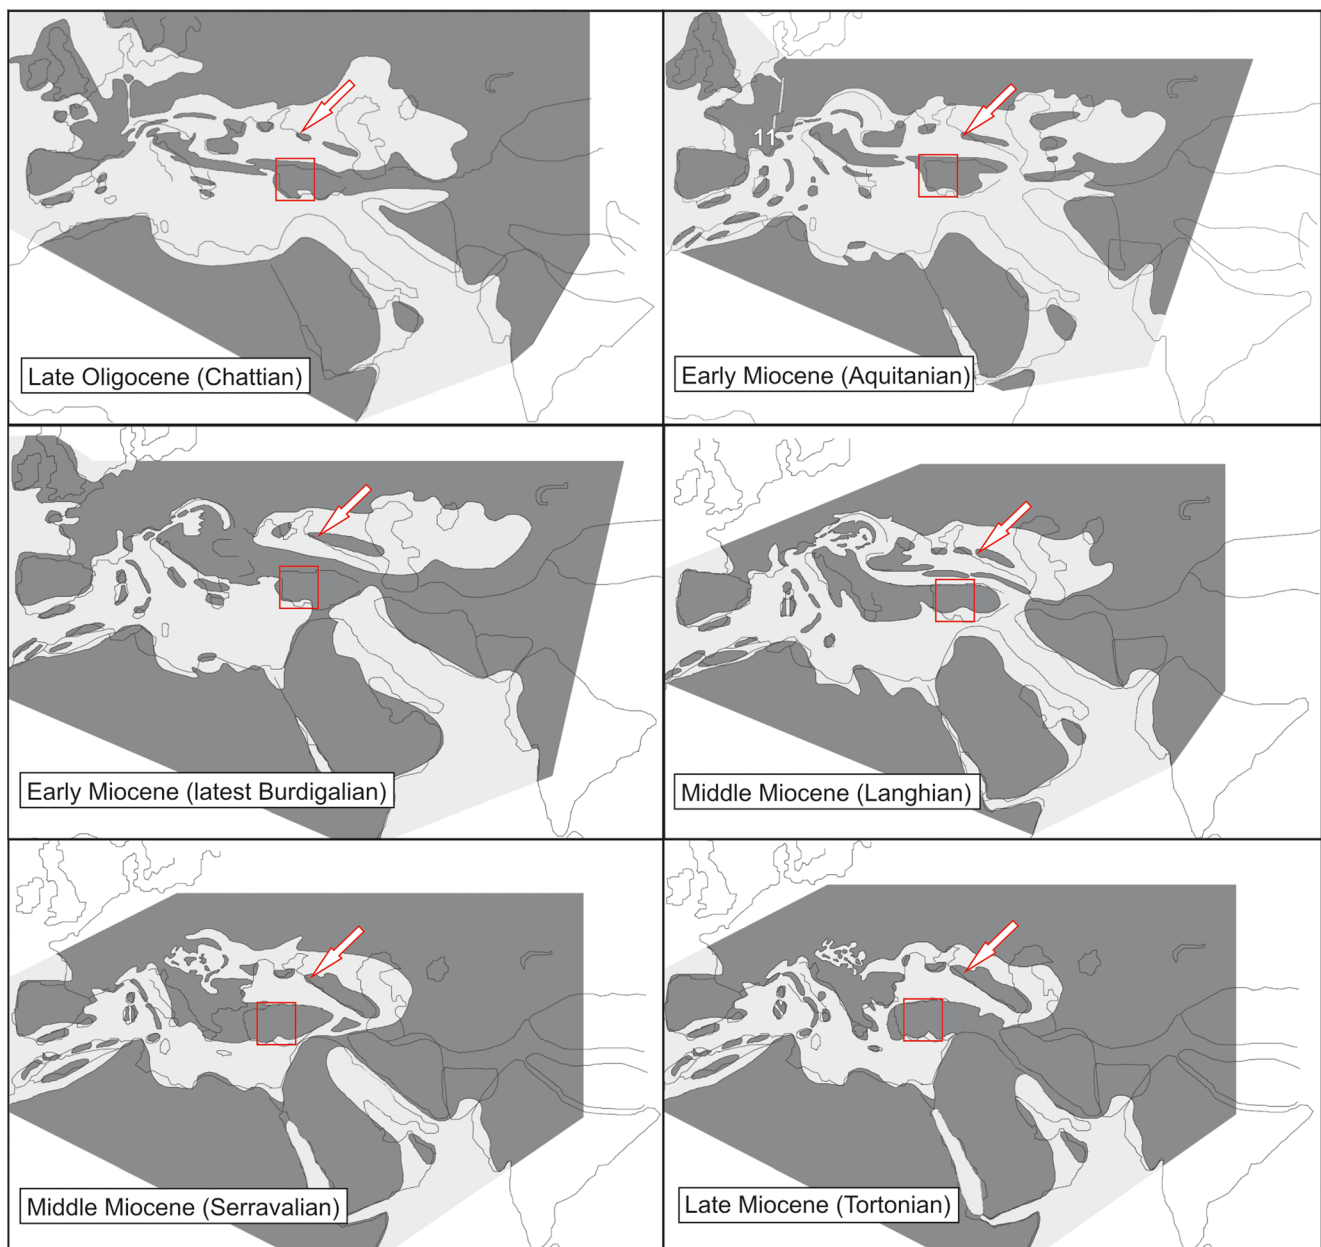 Late Oligocene (Chattian)
11
Early Miocene (Aquitanian)
Early Miocene (latest Burdigalian)
Middle Miocene (Langhian)
Middle Miocene (Serravalian)
Late Miocene (Tortonian)